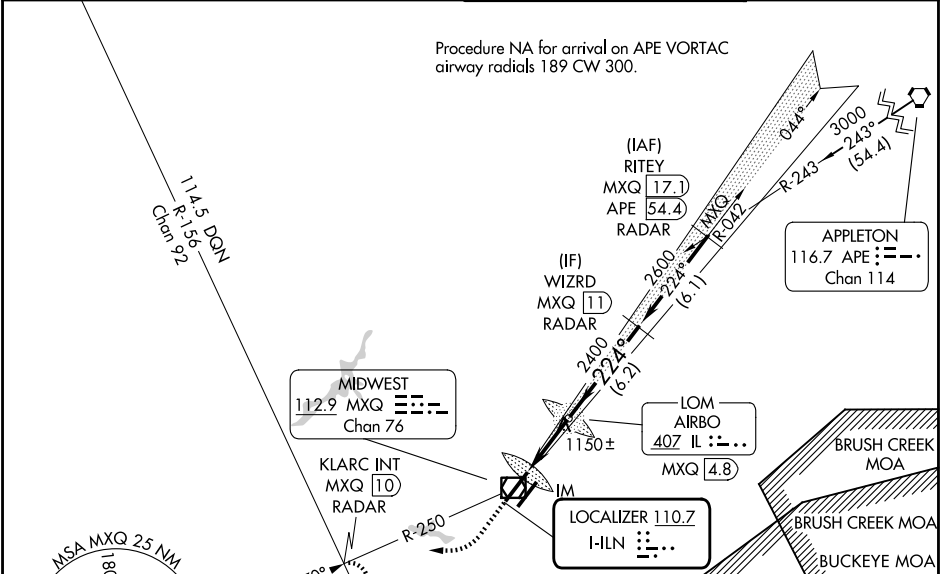 Procedure NA for arrival on APE VORTAC
airway radials 189 CW 300.
114.5 DQN
R-156
Chan 92
(IAF)
RITEY
MXQ 17.1
APE 54.4
RADAR
044°
3000
243°
(54.4)
R-243
MXQ
R-042
APPLETON
116.7 APE
Chan 114
(IF)
WIZRD
MXQ 11
RADAR
2600
224°
(6.1)
2400
224°
(6.2)
MIDWEST
112.9 MXQ
Chan 76
1150±
LOM
AIRBO
407 IL
MXQ 4.8
KLARC INT
MXQ 10
RADAR
R-250
IM
LOCALIZER 110.7
I-ILN
BRUSH CREEK
MOA
BRUSH CREEK MOA
BUCKEYE MOA
MSA MXQ 25 NM